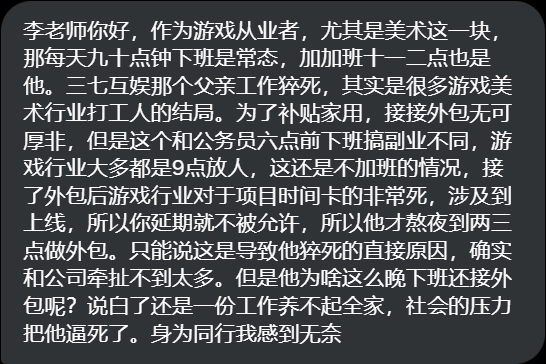 李老师你好，作为游戏从业者，尤其是美术这一块，
那每天九十点钟下班是常态，加加班十一二点也是
他。三七互娱那个父亲工作猝死，其实是很多游戏美
术行业打工人的结局。为了补贴家用，接接外包无可
厚非，但是这个和公务员六点前下班搞副业不同，游
戏行业大多都是9点放人，这还是不加班的情况，接
了外包后游戏行业对于项目时间卡的非常死，涉及到
上线，所以你延期就不被允许，所以他才熬夜到两三
点做外包。只能说这是导致他猝死的直接原因，确实
和公司牵扯不到太多。但是他为啥这么晚下班还接外
包呢？说白了还是一份工作养不起全家，社会的压力
把他逼死了。身为同行我感到无奈